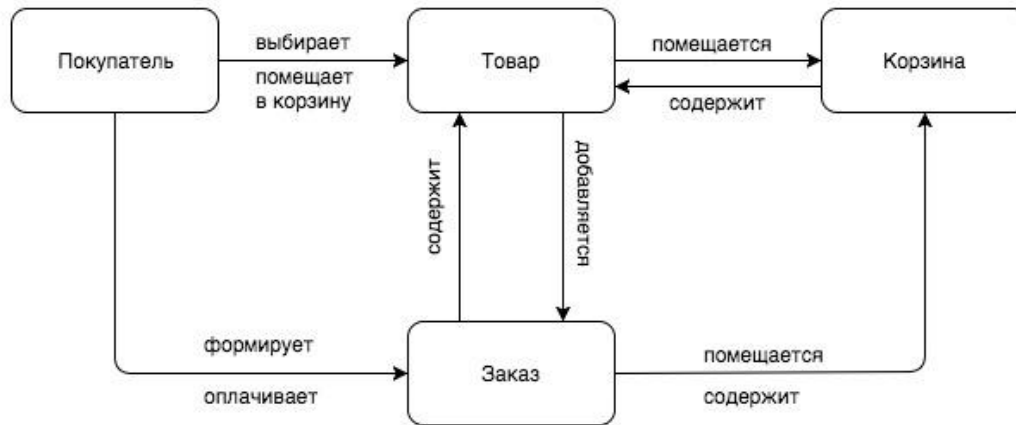 Покупатель
выбирает
помещает
в корзину
Товар
помещается
содержит
Корзина
содержит
добавляется
формирует
оплачивает
Заказ
помещается
содержит